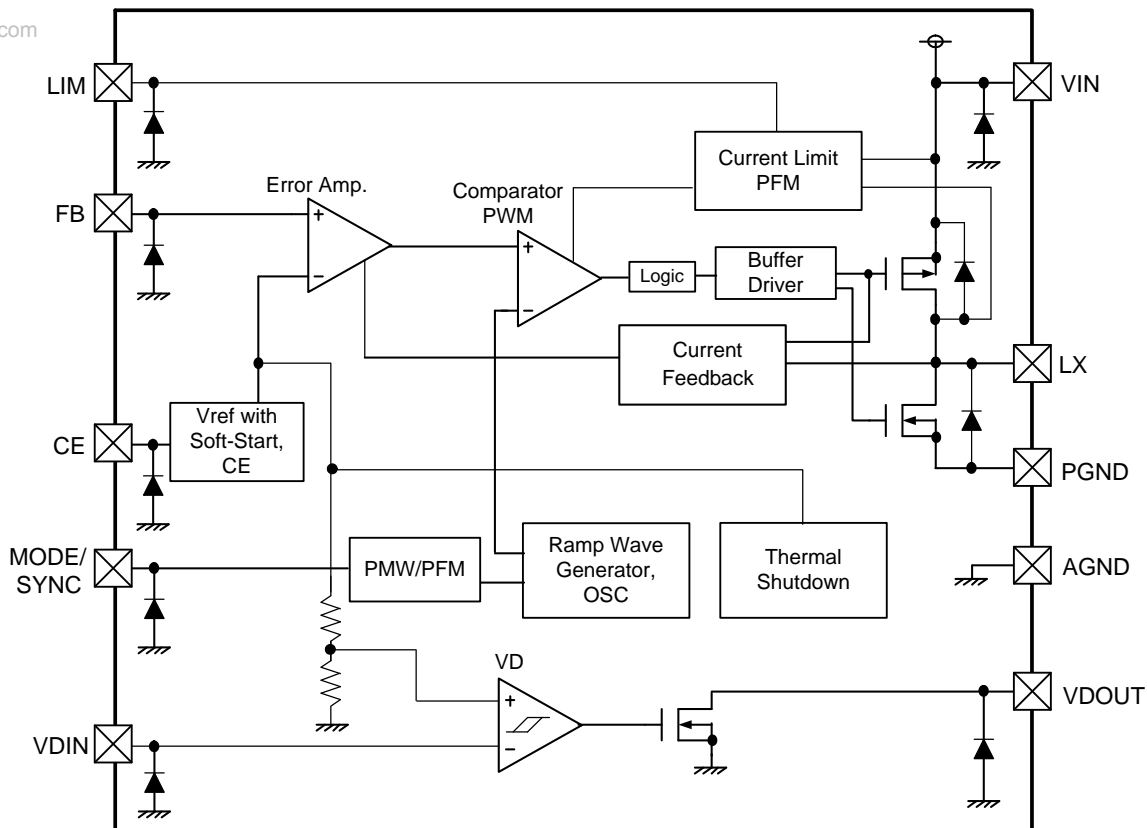 com
LIM
VIN
Current Limit
PFM
Error Amp.
Comparator
PWM
FB
+
−
+
−
Logic
Buffer
Driver
Current
Feedback
LX
Vref with
Soft-Start,
CE
CE
PGND
MODE/
SYNC
PMW/PFM
Ramp Wave
Generator,
OSC
Thermal
Shutdown
AGND
VD
+
−
VDOUT
VDIN